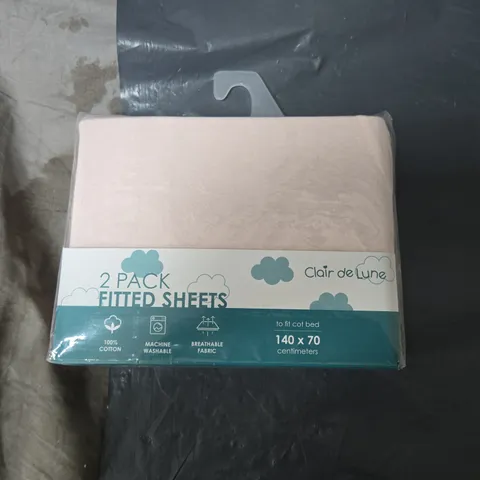 Clair de Lune
2 PACK
FITTED SHEETS
100%
COTTON
MACHINE
WASHABLE
BREATHABLE
FABRIC
to fit cot bed
140 x 70
centimeters